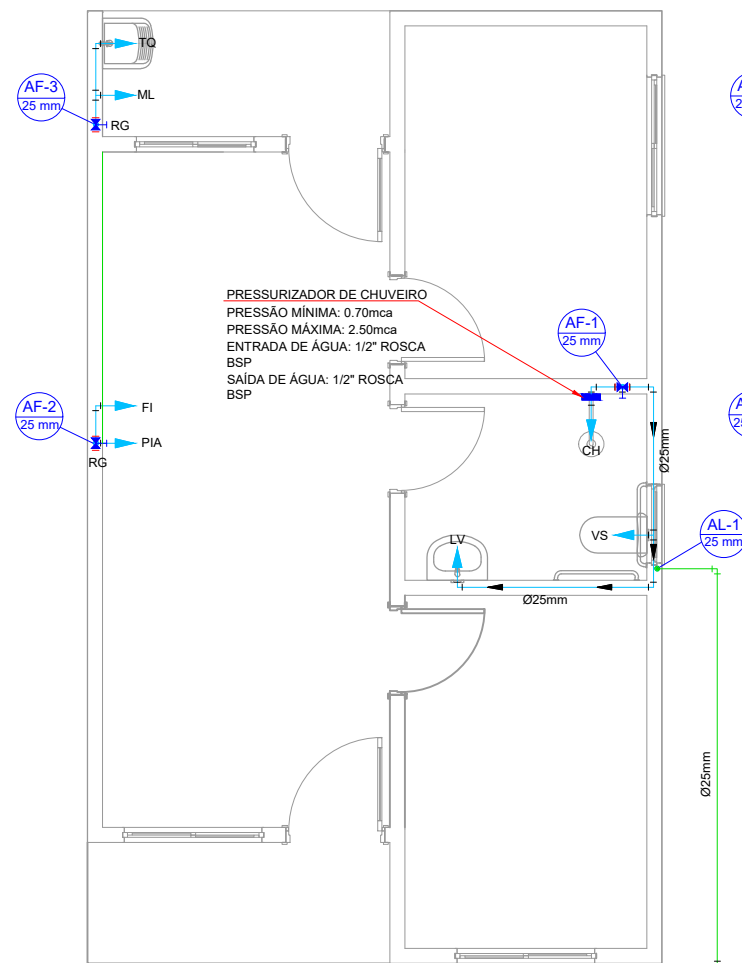 TQ
AF-3
25 mm
ML
RG
PRESSURIZADOR DE CHUVEIRO
PRESSÃO MÍNIMA: 0.70mca
PRESSÃO MÁXIMA: 2.50mca
ENTRADA DE ÁGUA: 1/2" ROSCA
BSP
SAÍDA DE ÁGUA: 1/2" ROSCA
BSP
AF-1
25 mm
AF-2
25 mm
FI
PIA
RG
CH
Ø25mm
VS
LV
AL-1
25 mm
Ø25mm
Ø25mm